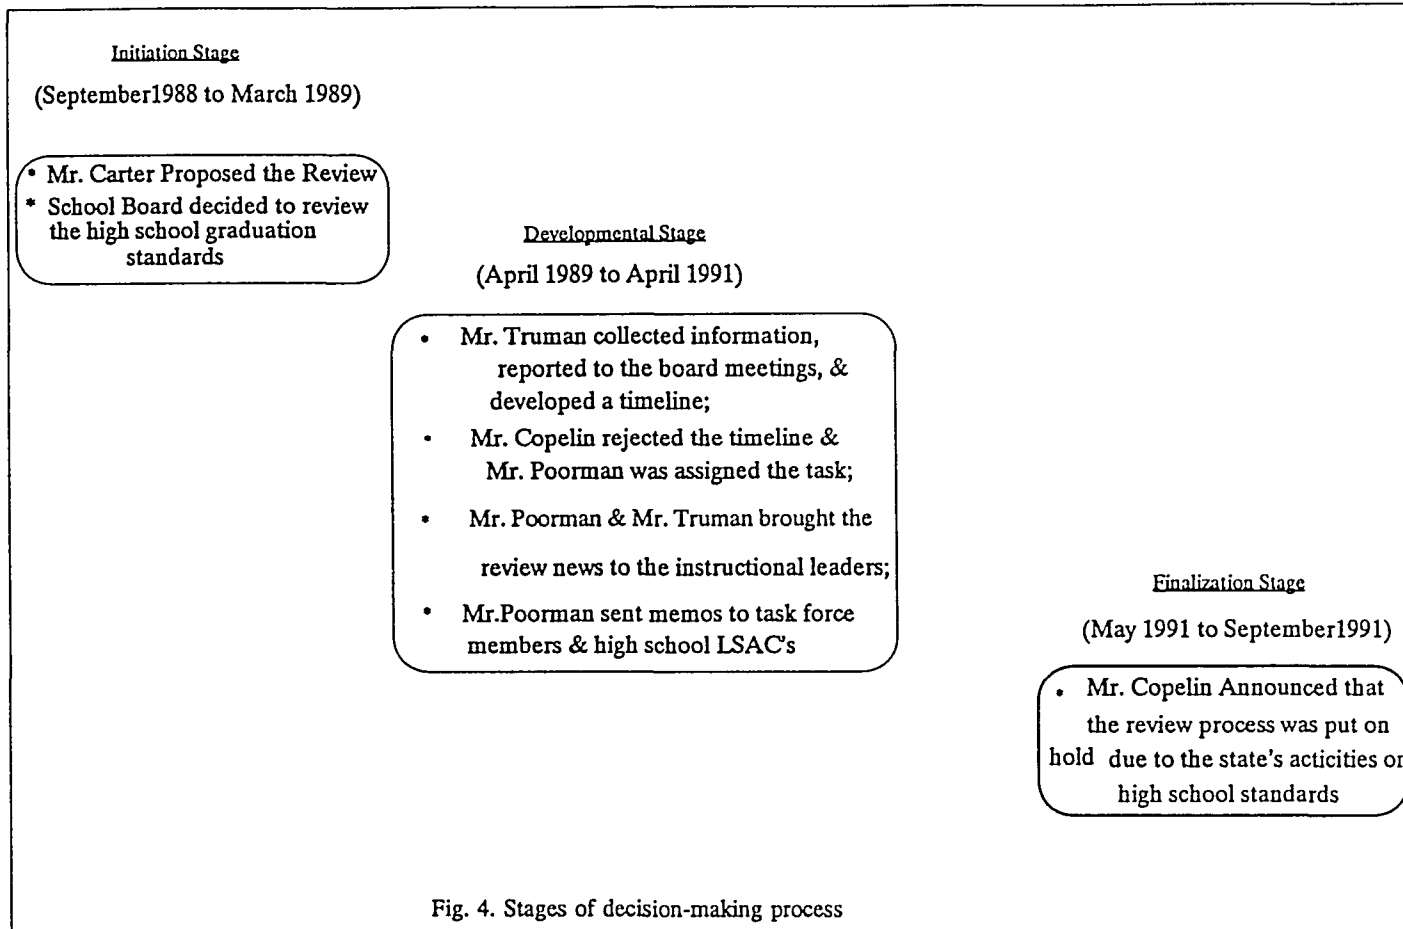 Initiation Stage
(September1988 to March 1989)
* Mr. Carter Proposed the Review
* School Board decided to review
the high school graduation
standards
Developmental Stage
(April 1989 to April 1991)
* Mr. Truman collected information,
reported to the board meetings, &
developed a timeline;
* Mr. Copelin rejected the timeline &
Mr. Poorman was assigned the task;
* Mr. Poorman & Mr. Truman brought the
review news to the instructional leaders;
* Mr.Poorman sent memos to task force
members & high school LSAC's
Finalization Stage
(May 1991 to September1991)
* Mr. Copelin Announced that
the review process was put on
hold due to the state's acticities on
high school standards
Fig. 4. Stages of decision-making process